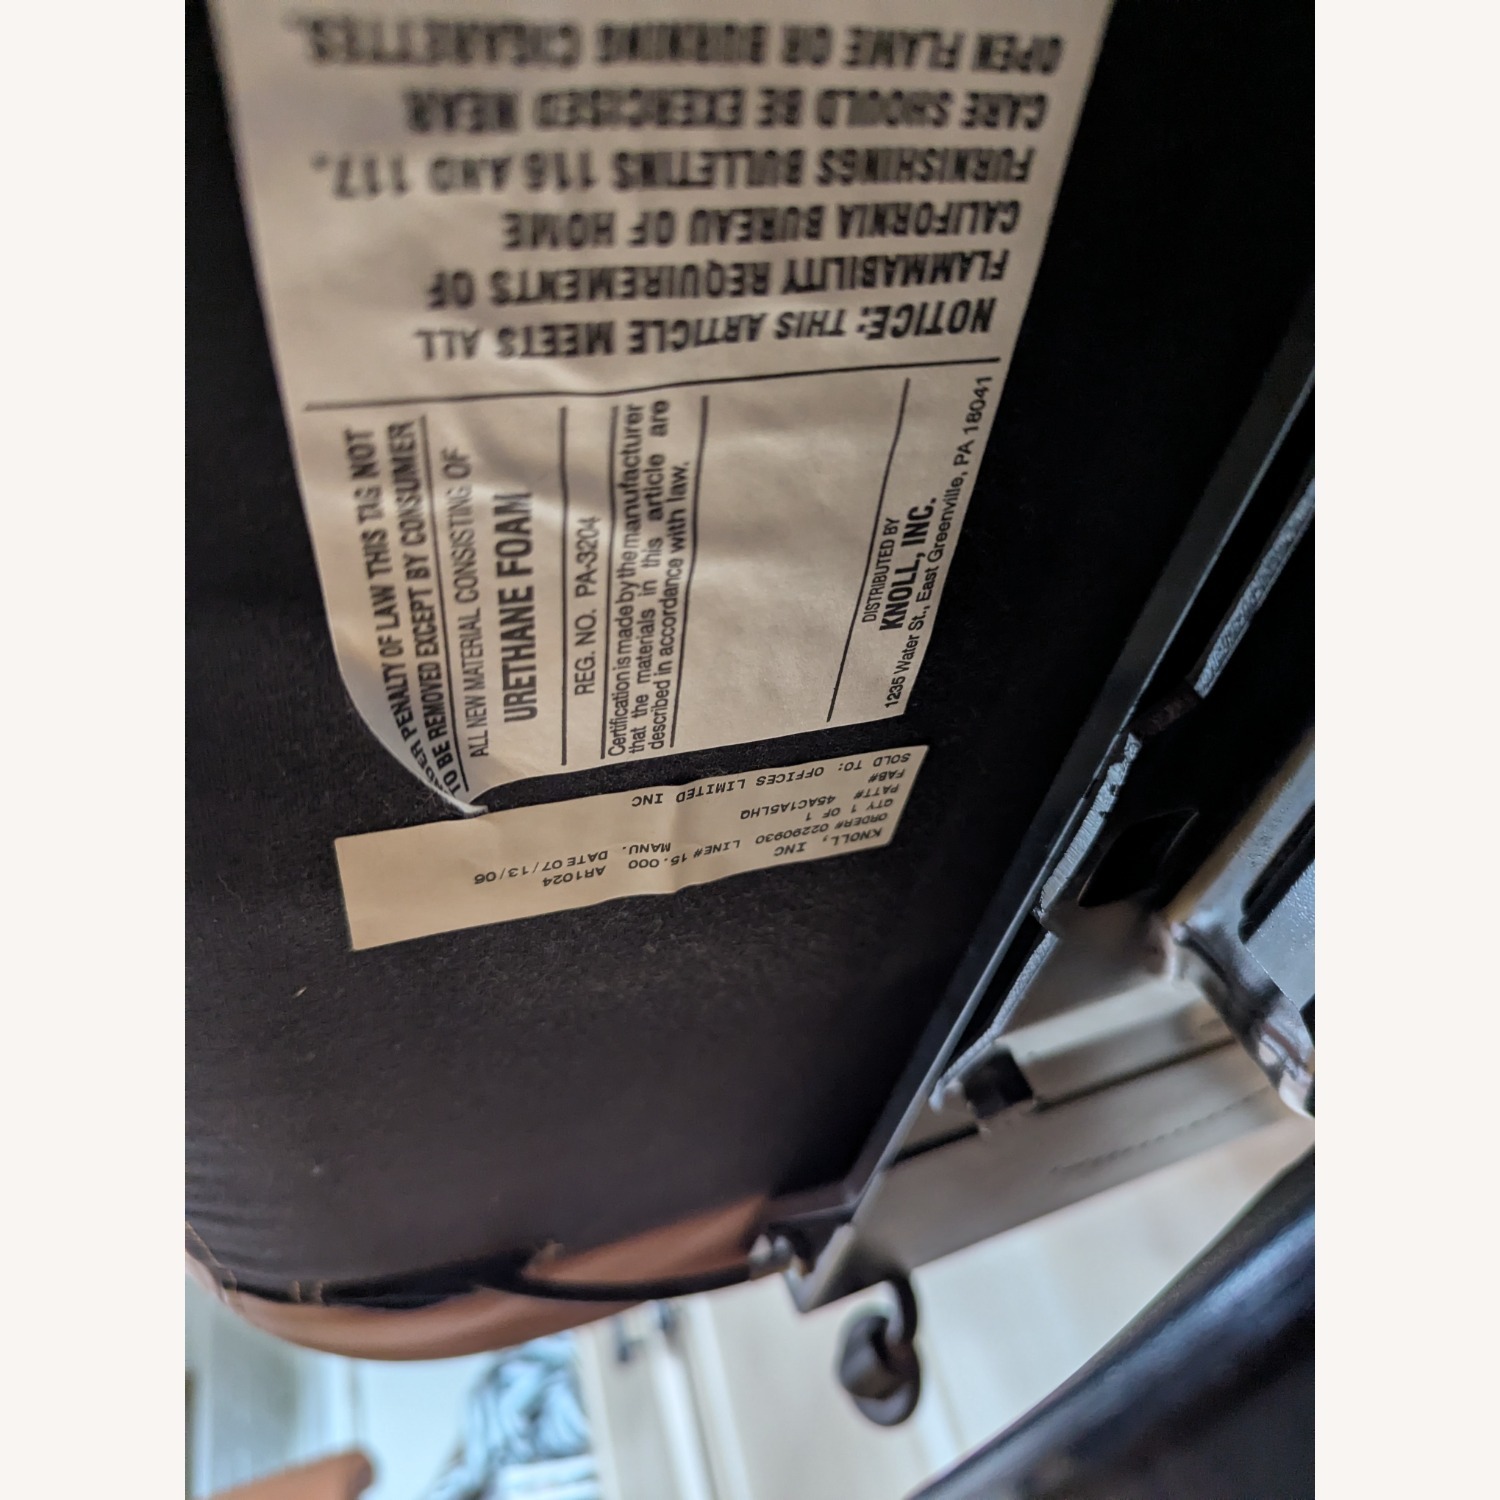 NOTICE: THIS ARTICLE MEETS ALL
FLAMMABILITY REQUIREMENTS OF
CALIFORNIA BUREAU OF HOME
FURNISHINGS BULLETINS 116 AND 117.
CARE SHOULD BE EXERCISED NEAR
OPEN FLAME OR BURNING CIGARETTES.
UNDER PENALTY OF LAW THIS TAG NOT
TO BE REMOVED EXCEPT BY CONSUMER
ALL NEW MATERIAL CONSISTING OF
URETHANE FOAM
REG. NO. PA-3204
Certification is made by the manufacturer
that the materials in this article are
described in accordance with law.
DISTRIBUTED BY
KNOLL, INC.
1235 Water St., East Greenville, PA 18041
KNOLL, INC AR1024
ORDER# 02290930 LINE# 15.000 MANU. DATE 07/13/06
QTY 1 OF 1
PATT# 45AC1A5LHQ
FAB#
SOLD TO: OFFICES LIMITED INC